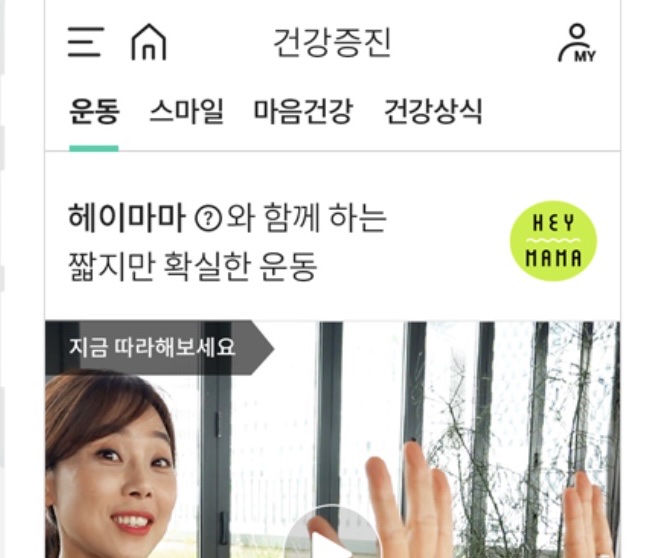 건강증진
MY
운동 스마일 마음건강 건강상식
헤이마마 ? 와 함께 하는
짧지만 확실한 운동
HEY
MAMA
지금 따라해보세요